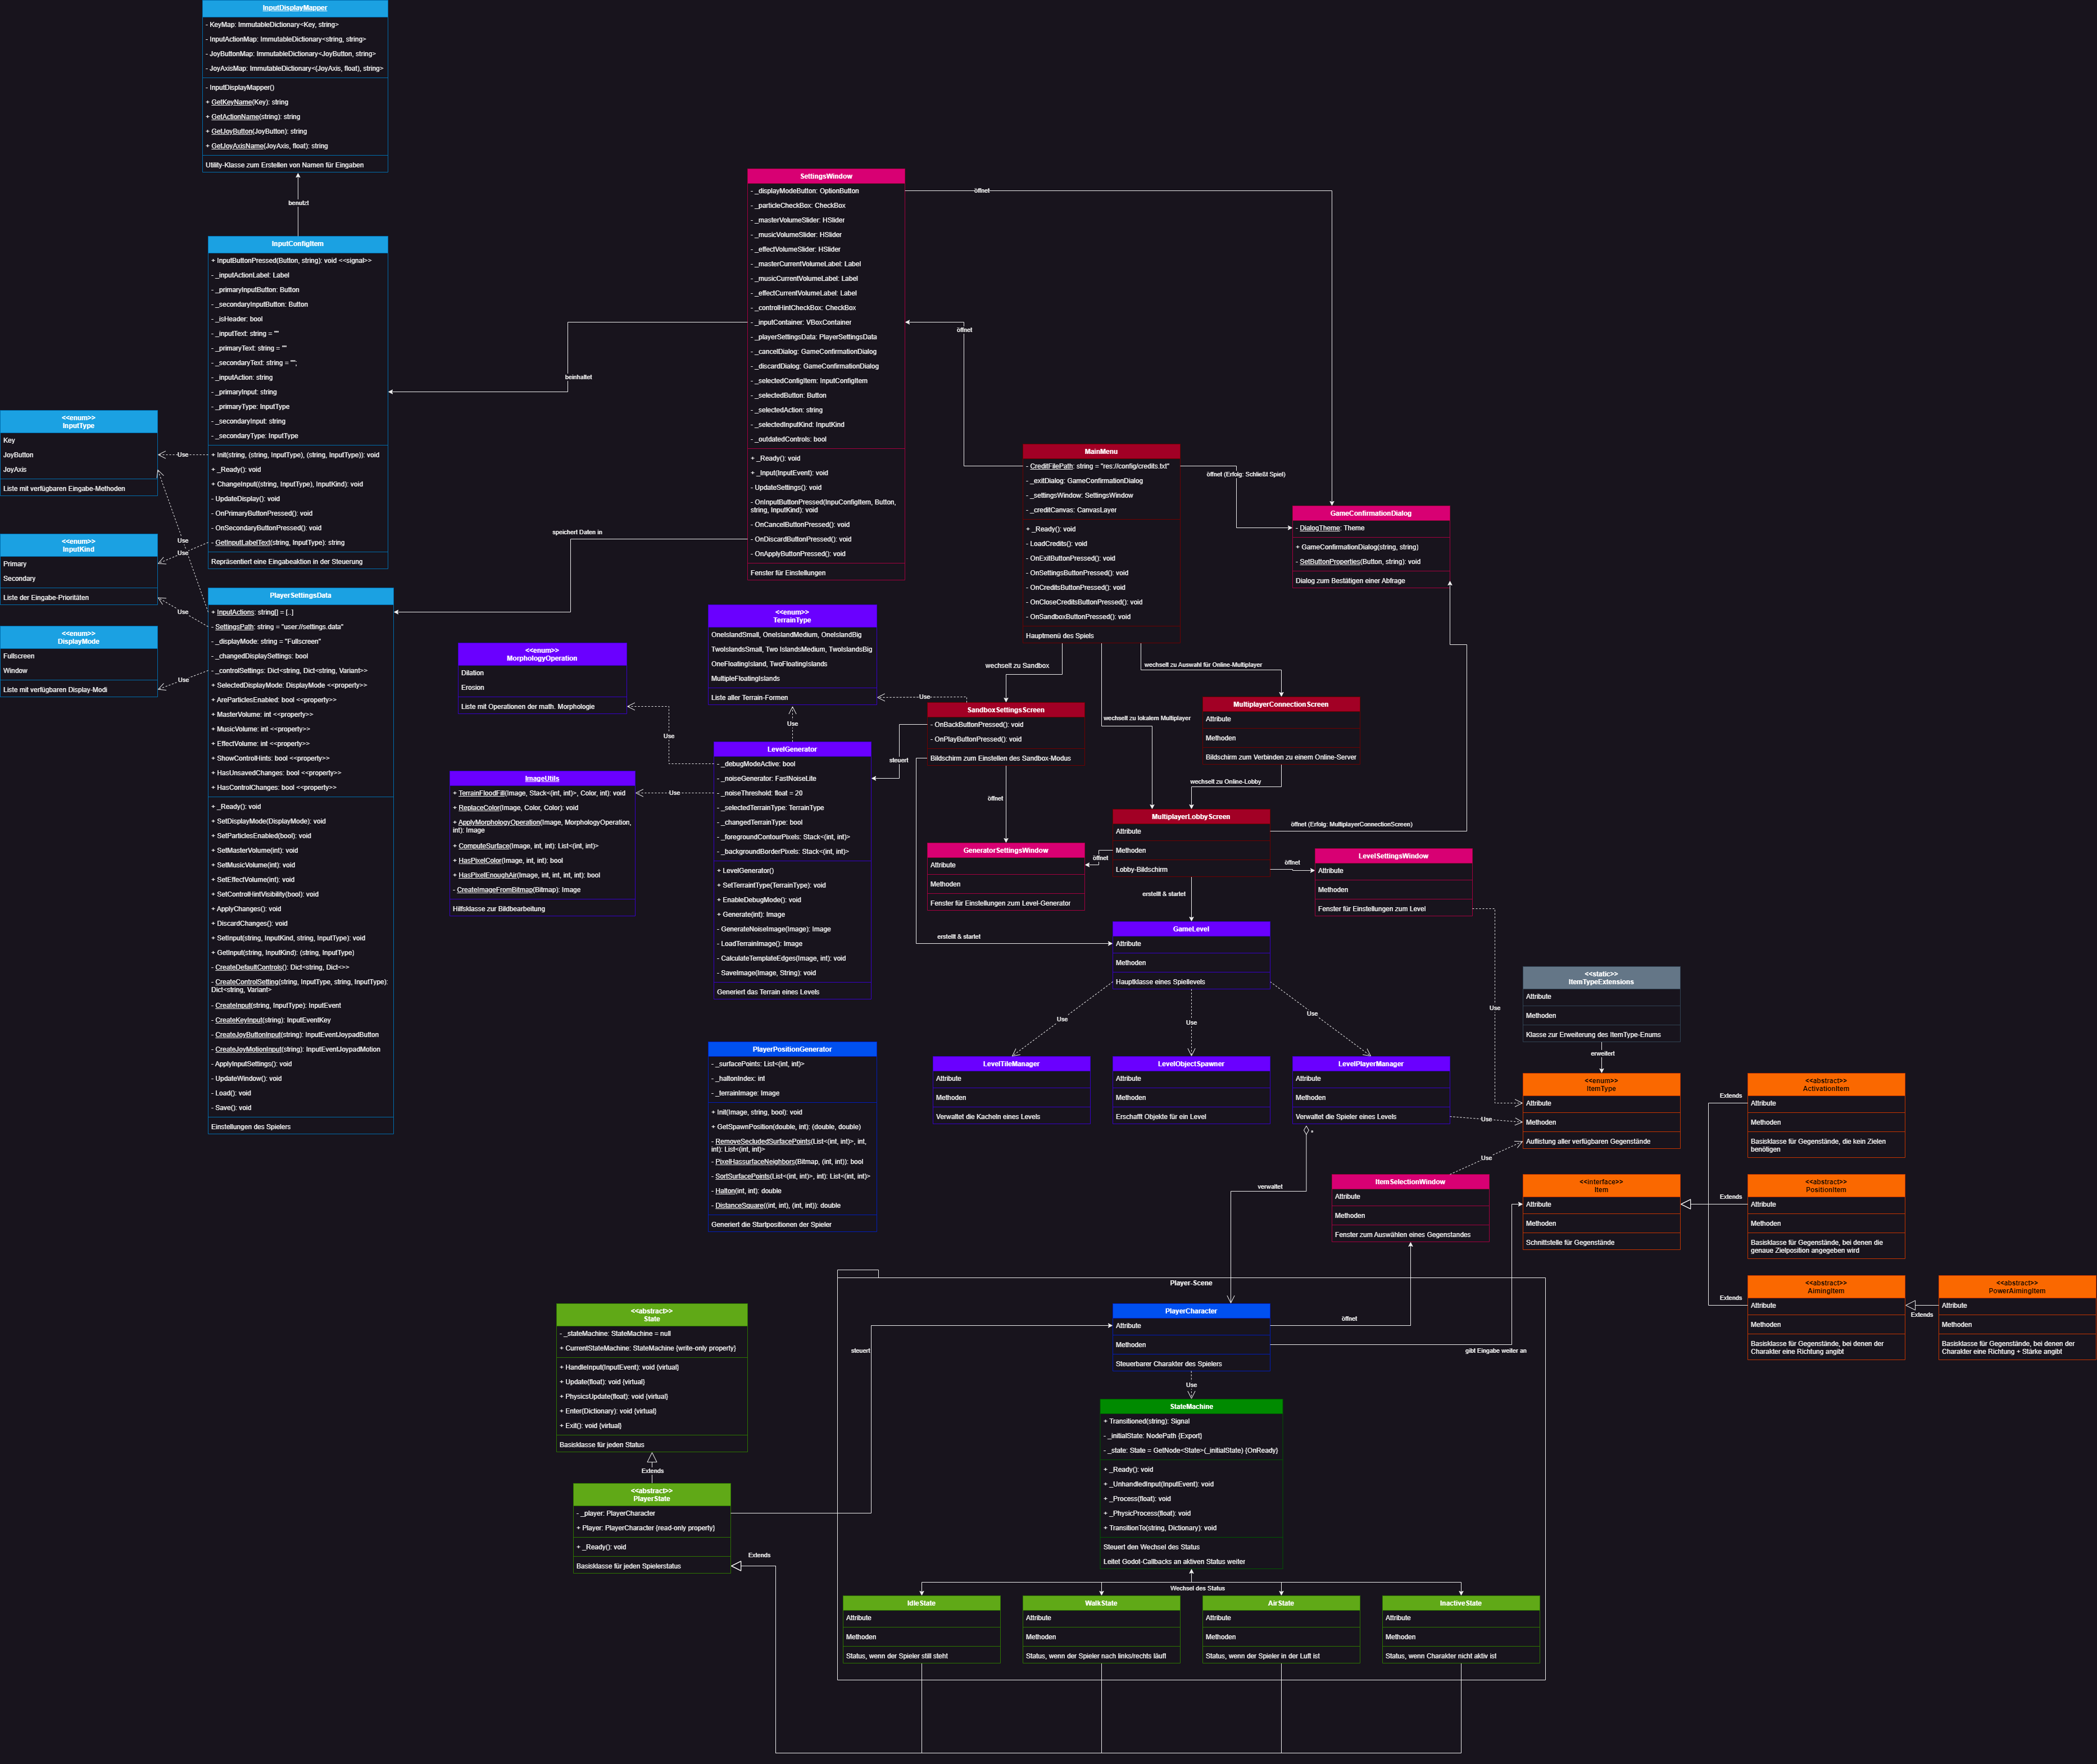 InputDisplayMapper
- KeyMap: ImmutableDictionary<Key, string>
- InputActionMap: ImmutableDictionary<string, string>
- JoyButtonMap: ImmutableDictionary<JoyButton, string>
- JoyAxisMap: ImmutableDictionary<(JoyAxis, float), string>
- InputDisplayMapper()
+ GetKeyName(Key): string
+ GetActionName(string): string
+ GetJoyButton(JoyButton): string
+ GetJoyAxisName(JoyAxis, float): string
Utility-Klasse zum Erstellen von Namen für Eingaben
benutzt
InputConfigItem
+ InputButtonPressed(Button, string): void <<signal>>
- _inputActionLabel: Label
- _primaryInputButton: Button
- _secondaryInputButton: Button
- _isHeader: bool
- _inputText: string = ""
- _primaryText: string = ""
- _secondaryText: string = "";
- _inputAction: string
- _primaryInput: string
- _primaryType: InputType
- _secondaryInput: string
- _secondaryType: InputType
+ Init(string, (string, InputType), (string, InputType)): void
+ _Ready(): void
+ ChangeInput((string, InputType), InputKind): void
- UpdateDisplay(): void
- OnPrimaryButtonPressed(): void
- OnSecondaryButtonPressed(): void
- GetInputLabelText(string, InputType): string
Repräsentiert eine Eingabeaktion in der Steuerung
<<enum>>
InputType
Key
JoyButton
JoyAxis
Liste mit verfügbaren Eingabe-Methoden
Use
Use
Use
<<enum>>
InputKind
Primary
Secondary
Liste der Eingabe-Prioritäten
Use
<<enum>>
DisplayMode
Fullscreen
Window
Liste mit verfügbaren Display-Modi
Use
PlayerSettingsData
+ InputActions: string[] = [..]
- SettingsPath: string = "user://settings.data"
- _displayMode: string = "Fullscreen"
- _changedDisplaySettings: bool
- _controlSettings: Dict<string, Dict<string, Variant>>
+ SelectedDisplayMode: DisplayMode <<property>>
+ AreParticlesEnabled: bool <<property>>
+ MasterVolume: int <<property>>
+ MusicVolume: int <<property>>
+ EffectVolume: int <<property>>
+ ShowControlHints: bool <<property>>
+ HasUnsavedChanges: bool <<property>>
+ HasControlChanges: bool <<property>>
+ _Ready(): void
+ SetDisplayMode(DisplayMode): void
+ SetParticlesEnabled(bool): void
+ SetMasterVolume(int): void
+ SetMusicVolume(int): void
+ SetEffectVolume(int): void
+ SetControlHintVisibility(bool): void
+ ApplyChanges(): void
+ DiscardChanges(): void
+ SetInput(string, InputKind, string, InputType): void
+ GetInput(string, InputKind): (string, InputType)
- CreateDefaultControls(): Dict<string, Dict<>>
- CreateControlSetting(string, InputType, string, InputType):
Dict<string, Variant>
- CreateInput(string, InputType): InputEvent
- CreateKeyInput(string): InputEventKey
- CreateJoyButtonInput(string): InputEventJoypadButton
- CreateJoyMotionInput(string): InputEventJoypadMotion
- ApplyInputSettings(): void
- UpdateWindow(): void
- Load(): void
- Save(): void
Einstellungen des Spielers
SettingsWindow
- _displayModeButton: OptionButton
- _particleCheckBox: CheckBox
- _masterVolumeSlider: HSlider
- _musicVolumeSlider: HSlider
- _effectVolumeSlider: HSlider
- _masterCurrentVolumeLabel: Label
- _musicCurrentVolumeLabel: Label
- _effectCurrentVolumeLabel: Label
- _controlHintCheckBox: CheckBox
- _inputContainer: VBoxContainer
- _playerSettingsData: PlayerSettingsData
- _cancelDialog: GameConfirmationDialog
- _discardDialog: GameConfirmationDialog
- _selectedConfigItem: InputConfigItem
- _selectedButton: Button
- _selectedAction: string
- _selectedInputKind: InputKind
- _outdatedControls: bool
+ _Ready(): void
+ _Input(InputEvent): void
- UpdateSettings(): void
- OnInputButtonPressed(InpuConfigItem, Button,
string, InputKind): void
- OnCancelButtonPressed(): void
- OnDiscardButtonPressed(): void
- OnApplyButtonPressed(): void
Fenster für Einstellungen
öffnet
öffnet
beinhaltet
speichert Daten in
MainMenu
- CreditFilePath: string = "res://config/credits.txt"
- _exitDialog: GameConfirmationDialog
- _settingsWindow: SettingsWindow
- _creditCanvas: CanvasLayer
+ _Ready(): void
- LoadCredits(): void
- OnExitButtonPressed(): void
- OnSettingsButtonPressed(): void
- OnCreditsButtonPressed(): void
- OnCloseCreditsButtonPressed(): void
- OnSandboxButtonPressed(): void
Hauptmenü des Spiels
öffnet (Erfolg: Schließt Spiel)
GameConfirmationDialog
- DialogTheme: Theme
+ GameConfirmationDialog(string, string)
- SetButtonProperties(Button, string): void
Dialog zum Bestätigen einer Abfrage
<<enum>>
TerrainType
OneIslandSmall, OneIslandMedium, OneIslandBig
TwoIslandsSmall, Two IslandsMedium, TwoIslandsBig
OneFloatingIsland, TwoFloatingIslands
MultipleFloatingIslands
Liste aller Terrain-Formen
<<enum>>
MorphologyOperation
Dilation
Erosion
Liste mit Operationen der math. Morphologie
Use
Use
Use
Use
ImageUtils
+ TerrainFloodFill(Image, Stack<(int, int)>, Color, int): void
+ ReplaceColor(Image, Color, Color): void
+ ApplyMorphologyOperation(Image, MorphologyOperation,
int): Image
+ ComputeSurface(Image, int, int): List<(int, int)>
+ HasPixelColor(Image, int, int): bool
+ HasPixelEnoughAir(Image, int, int, int, int): bool
- CreateImageFromBitmap(Bitmap): Image
Hilfsklasse zur Bildbearbeitung
LevelGenerator
- _debugModeActive: bool
- _noiseGenerator: FastNoiseLite
- _noiseThreshold: float = 20
- _selectedTerrainType: TerrainType
- _changedTerrainType: bool
- _foregroundContourPixels: Stack<(int, int)>
- _backgroundBorderPixels: Stack<(int, int)>
+ LevelGenerator()
+ SetTerraintType(TerrainType): void
+ EnableDebugMode(): void
+ Generate(int): Image
- GenerateNoiseImage(Image): Image
- LoadTerrainImage(): Image
- CalculateTemplateEdges(Image, int): void
- SaveImage(Image, String): void
Generiert das Terrain eines Levels
wechselt zu Sandbox
wechselt zu Auswahl für Online-Multiplayer
wechselt zu lokalem Multiplayer
steuert
SandboxSettingsScreen
- OnBackButtonPressed(): void
- OnPlayButtonPressed(): void
Bildschirm zum Einstellen des Sandbox-Modus
MultiplayerConnectionScreen
Attribute
Methoden
Bildschirm zum Verbinden zu einem Online-Server
wechselt zu Online-Lobby
öffnet
MultiplayerLobbyScreen
Attribute
Methoden
Lobby-Bildschirm
öffnet (Erfolg: MultiplayerConnectionScreen)
öffnet
öffnet
GeneratorSettingsWindow
Attribute
Methoden
Fenster für Einstellungen zum Level-Generator
LevelSettingsWindow
Attribute
Methoden
Fenster für Einstellungen zum Level
erstellt & startet
erstellt & startet
GameLevel
Attribute
Methoden
Hauptklasse eines Spiellevels
Use
Use
Use
Use
LevelTileManager
Attribute
Methoden
Verwaltet die Kacheln eines Levels
LevelObjectSpawner
Attribute
Methoden
Erschafft Objekte für ein Level
LevelPlayerManager
Attribute
Methoden
Verwaltet die Spieler eines Levels
*
Use
verwaltet
<<static>>
ItemTypeExtensions
Attribute
Methoden
Klasse zur Erweiterung des ItemType-Enums
erweitert
<<enum>>
ItemType
Attribute
Methoden
Auflistung aller verfügbaren Gegenstände
Use
PlayerPositionGenerator
- _surfacePoints: List<(int, int)>
- _haltonIndex: int
- _terrainImage: Image
+ Init(Image, string, bool): void
+ GetSpawnPosition(double, int): (double, double)
- RemoveSecludedSurfacePoints(List<(int, int)>, int,
int): List<(int, int)>
- PixelHassurfaceNeighbors(Bitmap, (int, int)): bool
- SortSurfacePoints(List<(int, int)>, int): List<(int, int)>
- Halton(int, int): double
- DistanceSquare((int, int), (int, int)): double
Generiert die Startpositionen der Spieler
ItemSelectionWindow
Attribute
Methoden
Fenster zum Auswählen eines Gegenstandes
<<interface>>
Item
Attribute
Methoden
Schnittstelle für Gegenstände
Extends
<<abstract>>
ActivationItem
Attribute
Methoden
Basisklasse für Gegenstände, die kein Zielen
benötigen
Extends
<<abstract>>
PositionItem
Attribute
Methoden
Basisklasse für Gegenstände, bei denen die
genaue Zielposition angegeben wird
Extends
<<abstract>>
AimingItem
Attribute
Methoden
Basisklasse für Gegenstände, bei denen der
Charakter eine Richtung angibt
Extends
<<abstract>>
PowerAimingItem
Attribute
Methoden
Basisklasse für Gegenstände, bei denen der
Charakter eine Richtung + Stärke angibt
Player-Scene
PlayerCharacter
Attribute
Methoden
Steuerbarer Charakter des Spielers
öffnet
gibt Eingabe weiter an
steuert
Use
<<abstract>>
State
- _stateMachine: StateMachine = null
+ CurrentStateMachine: StateMachine {write-only property}
+ HandleInput(InputEvent): void {virtual}
+ Update(float): void {virtual}
+ PhysicsUpdate(float): void {virtual}
+ Enter(Dictionary): void {virtual}
+ Exit(): void {virtual}
Basisklasse für jeden Status
Extends
<<abstract>>
PlayerState
- _player: PlayerCharacter
+ Player: PlayerCharacter {read-only property}
+ _Ready(): void
Basisklasse für jeden Spielerstatus
Extends
StateMachine
+ Transitioned(string): Signal
- _initialState: NodePath {Export}
- _state: State = GetNode<State>(_initialState) {OnReady}
+ _Ready(): void
+ _UnhandledInput(InputEvent): void
+ _Process(float): void
+ _PhysicProcess(float): void
+ TransitionTo(string, Dictionary): void
Steuert den Wechsel des Status
Leitet Godot-Callbacks an aktiven Status weiter
Wechsel des Status
IdleState
Attribute
Methoden
Status, wenn der Spieler still steht
WalkState
Attribute
Methoden
Status, wenn der Spieler nach links/rechts läuft
AirState
Attribute
Methoden
Status, wenn der Spieler in der Luft ist
InactiveState
Attribute
Methoden
Status, wenn Charakter nicht aktiv ist